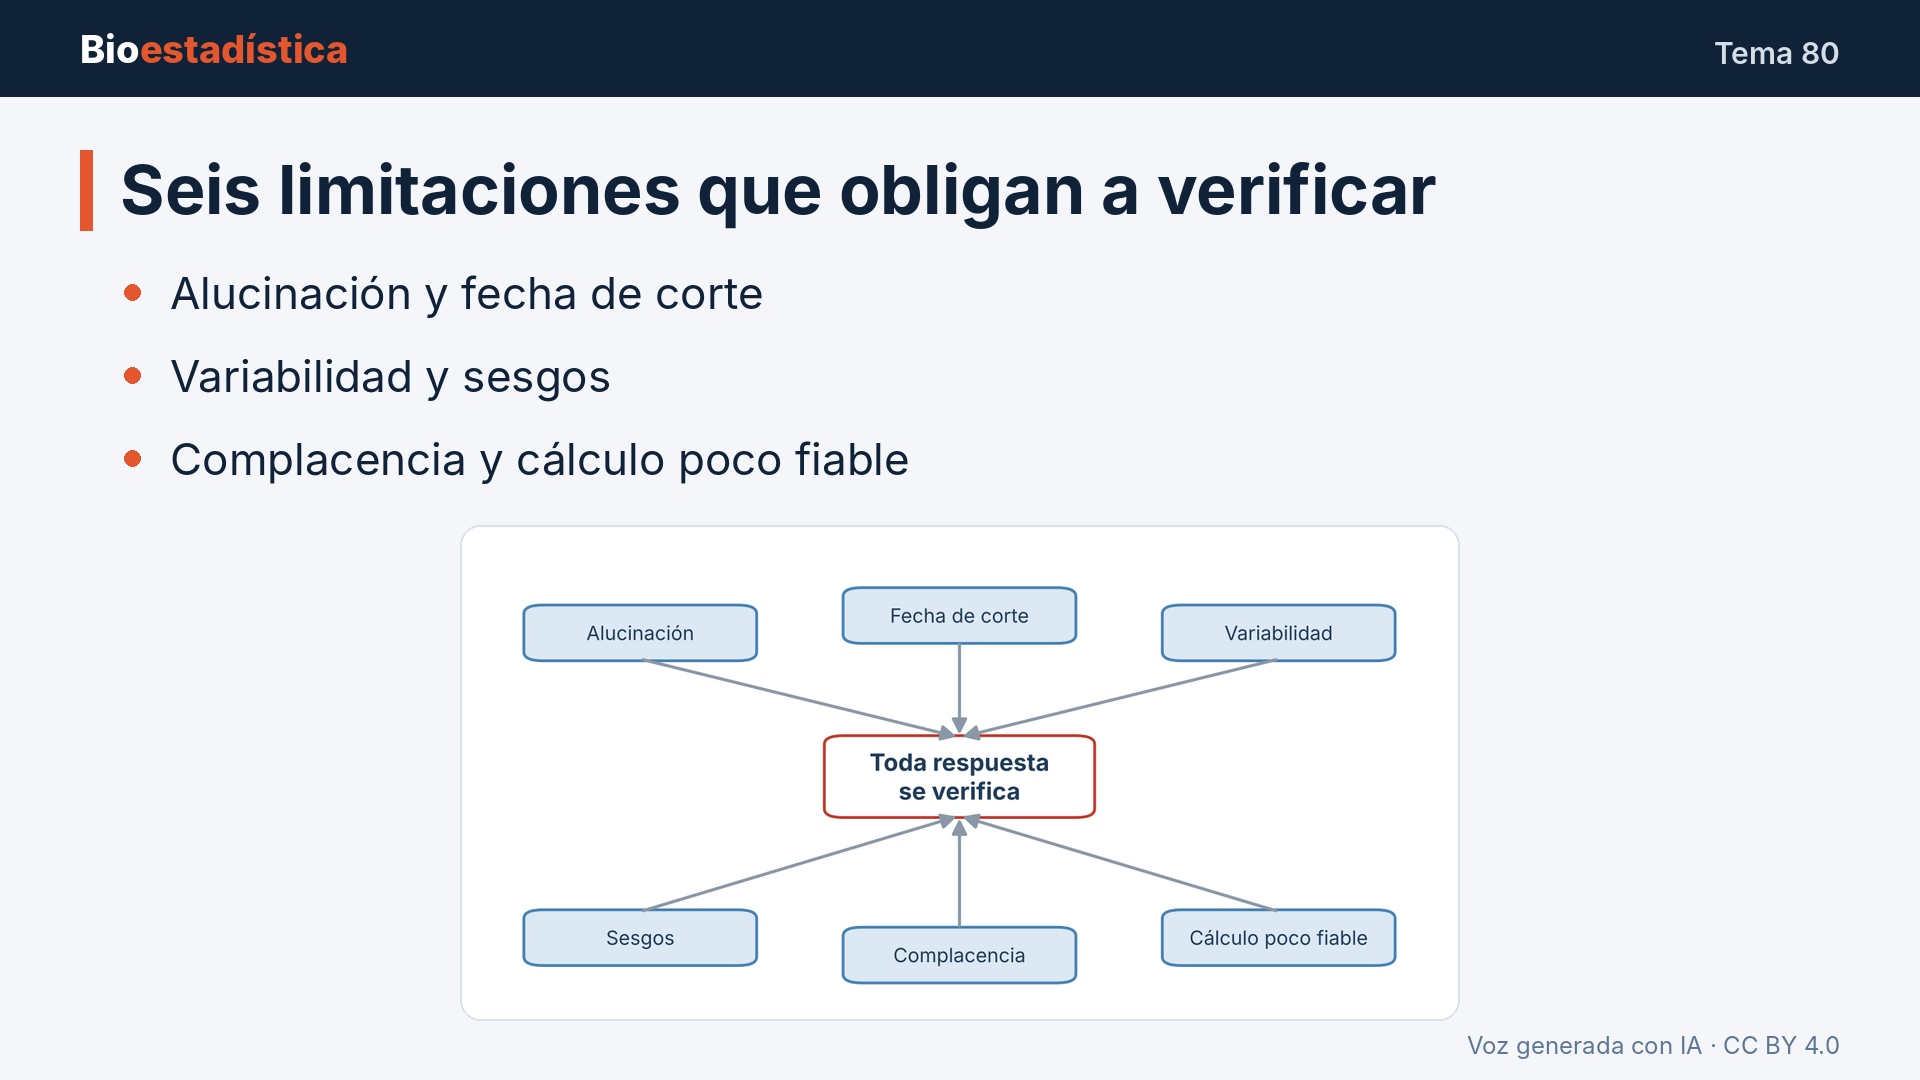 Bioestadística
Tema 80
Seis limitaciones que obligan a verificar
Alucinación y fecha de corte
Variabilidad y sesgos
Complacencia y cálculo poco fiable
Alucinación
Fecha de corte
Variabilidad
Toda respuesta
se verifica
Sesgos
Complacencia
Cálculo poco fiable
Voz generada con IA · CC BY 4.0